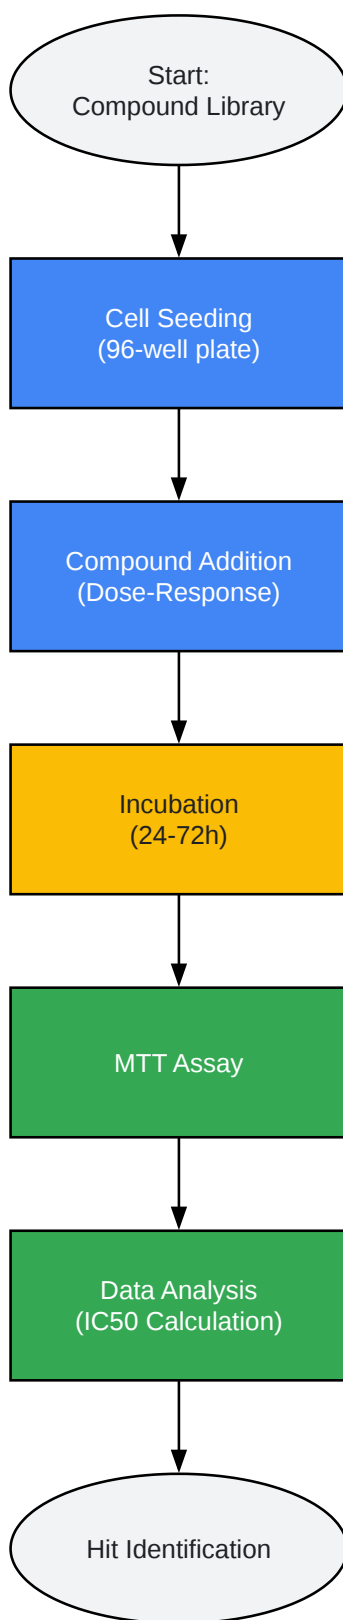 Start:
Compound Library
Cell Seeding
(96-well plate)
Compound Addition
(Dose-Response)
Incubation
(24-72h)
MTT Assay
Data Analysis
(IC50 Calculation)
Hit Identification